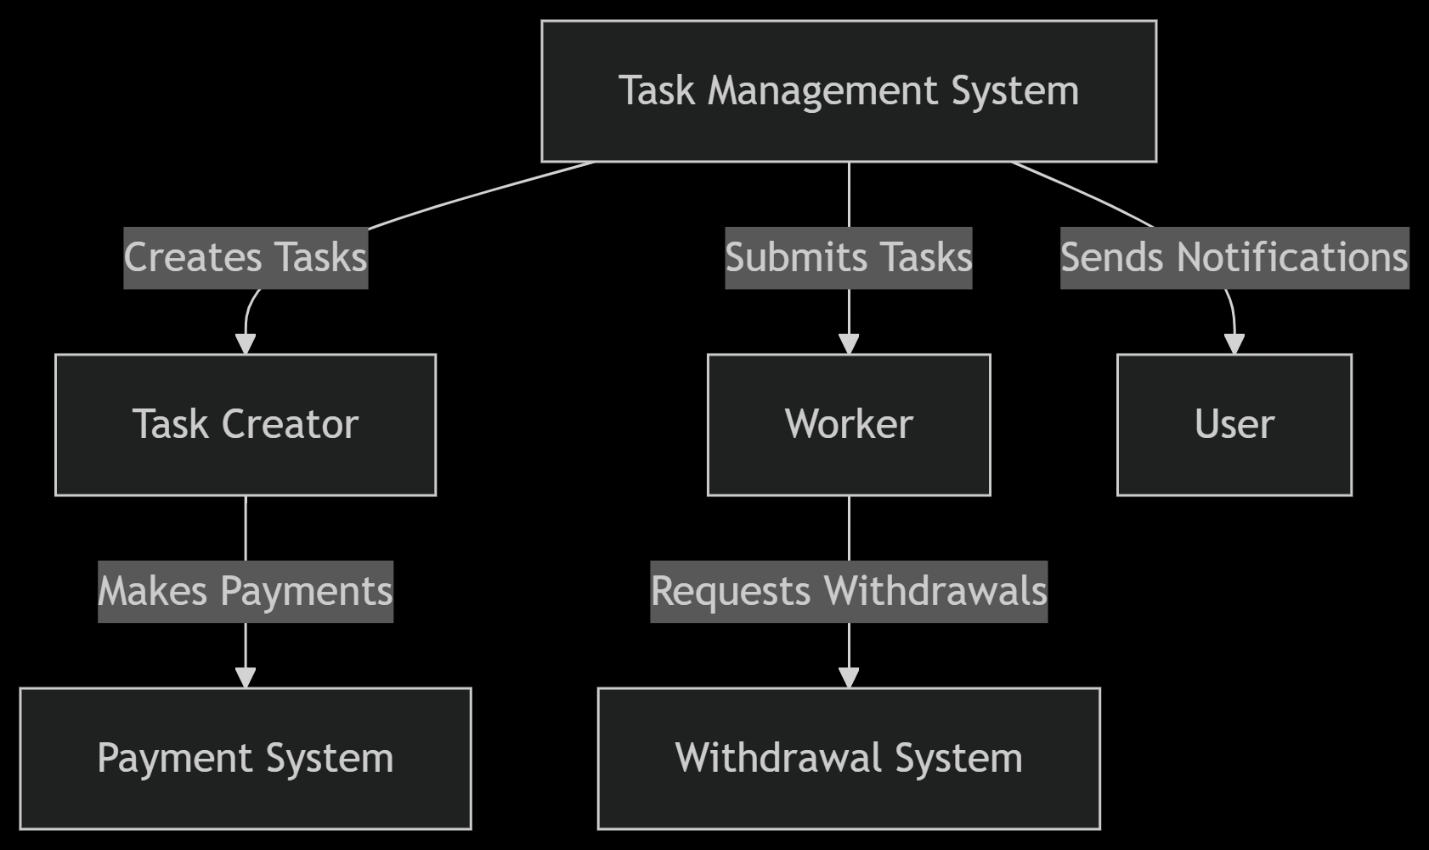 Task Management System
Creates Tasks
Submits Tasks
Sends Notifications
Task Creator
Worker
User
Makes Payments
Requests Withdrawals
Payment System
Withdrawal System